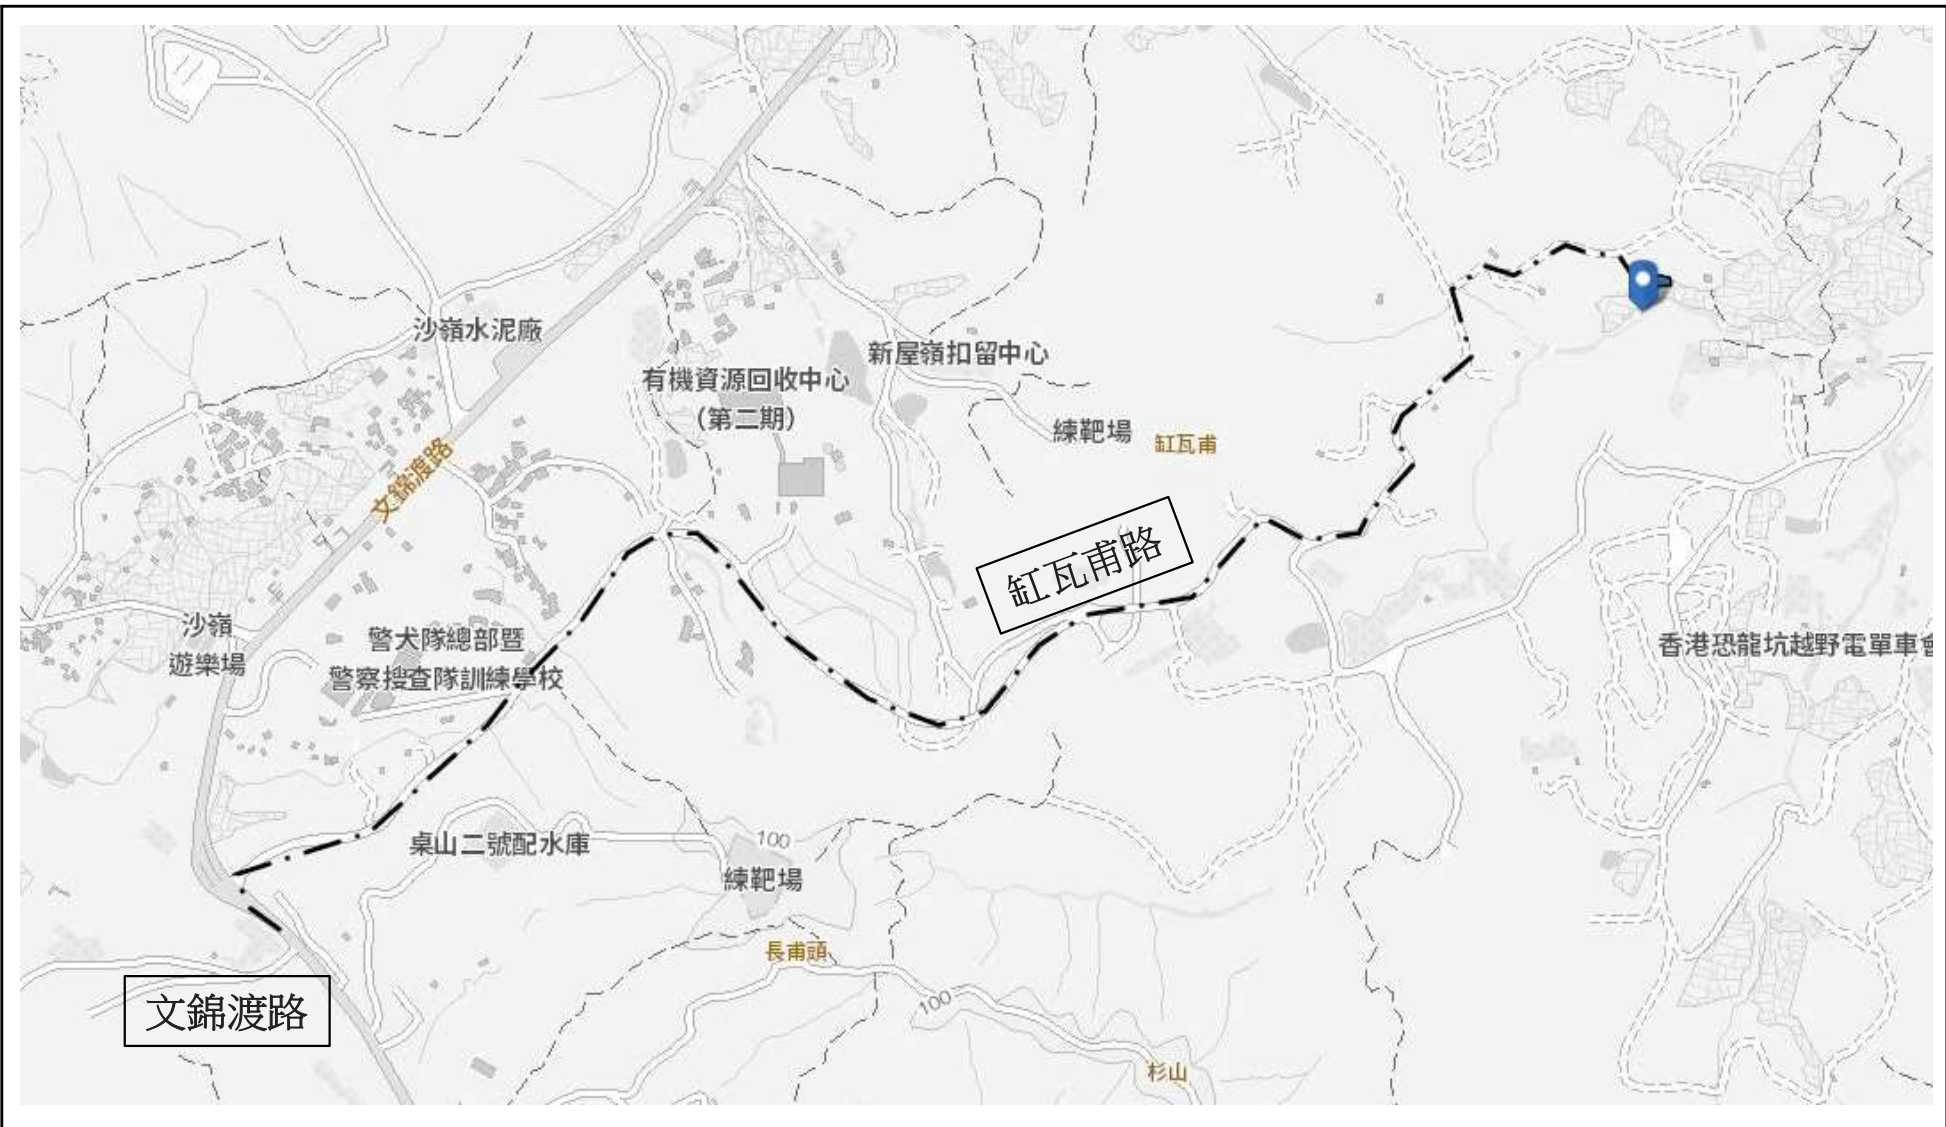 沙嶺水泥廠
新屋嶺扣留中心
有機資源回收中心
(第二期)
練靶場
缸瓦甫
文錦渡路
缸瓦甫路
沙嶺
遊樂場
警犬隊總部暨
警察搜查隊訓練學校
香港恐龍坑越野電單車會
桌山二號配水庫
100
練靶場
長甫頭
100
文錦渡路
杉山